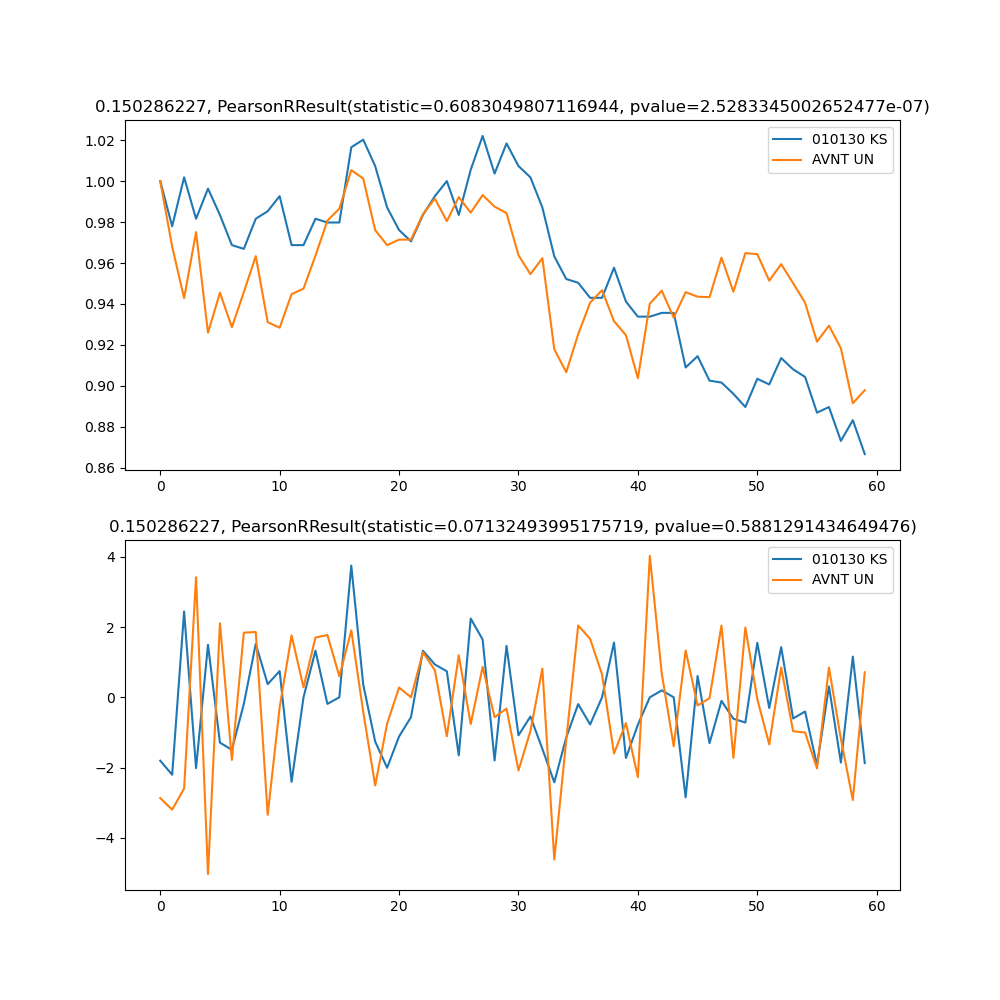 0.150286227, PearsonRResult(statistic=0.6083049807116944, pvalue=2.5283345002652477e-07)
010130 KS
AVNT UN
1.02
1.00
0.98
0.96
0.94
0.92
0.90
0.88
0.86
0 10 20 30 40 50 60
0.150286227, PearsonRResult(statistic=0.07132493995175719, pvalue=0.5881291434649476)
010130 KS
AVNT UN
4
2
0
−2
−4
0 10 20 30 40 50 60